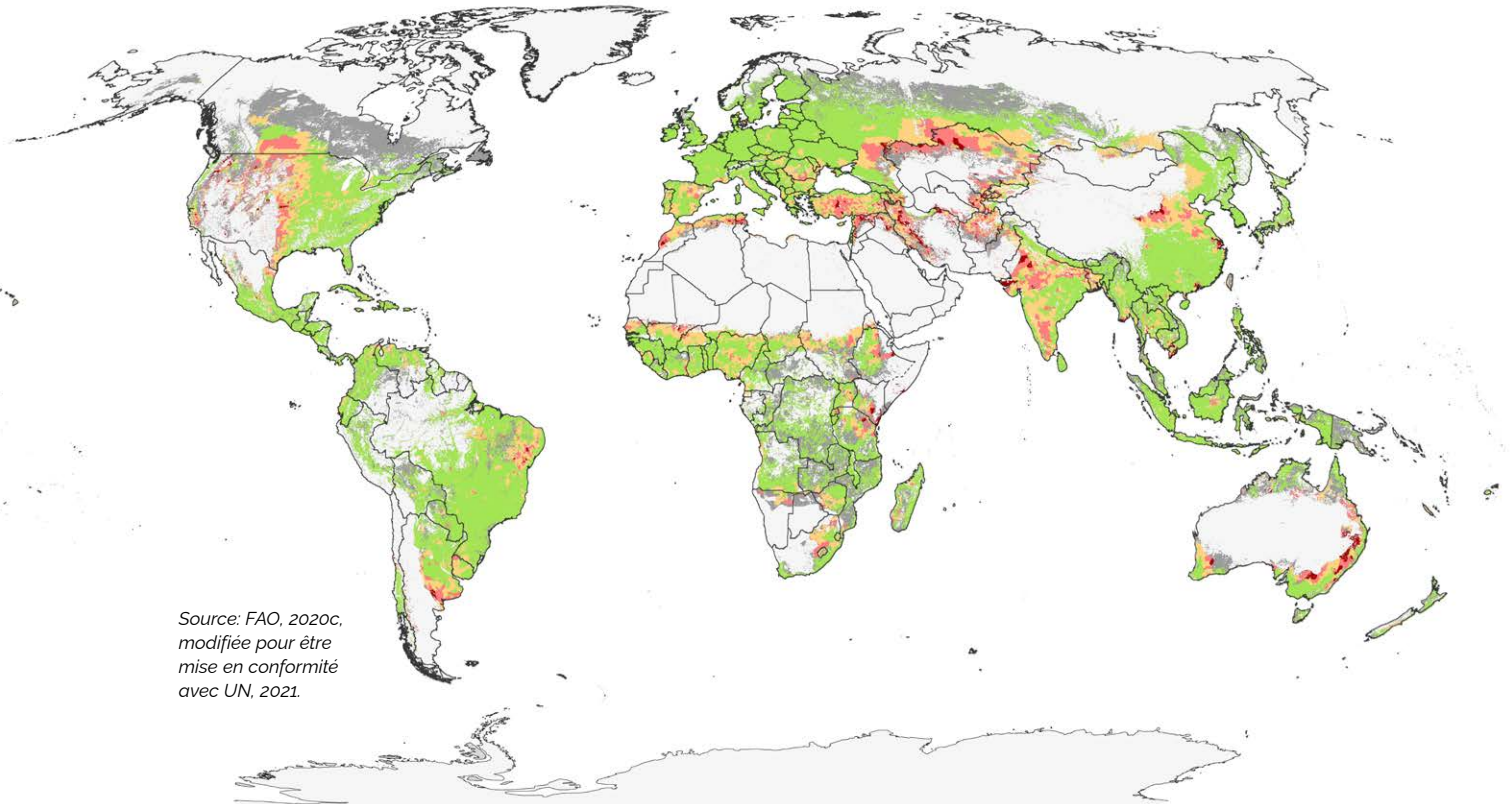 Source: FAO, 2020c,
modifiée pour être
mise en conformité
avec UN, 2021.